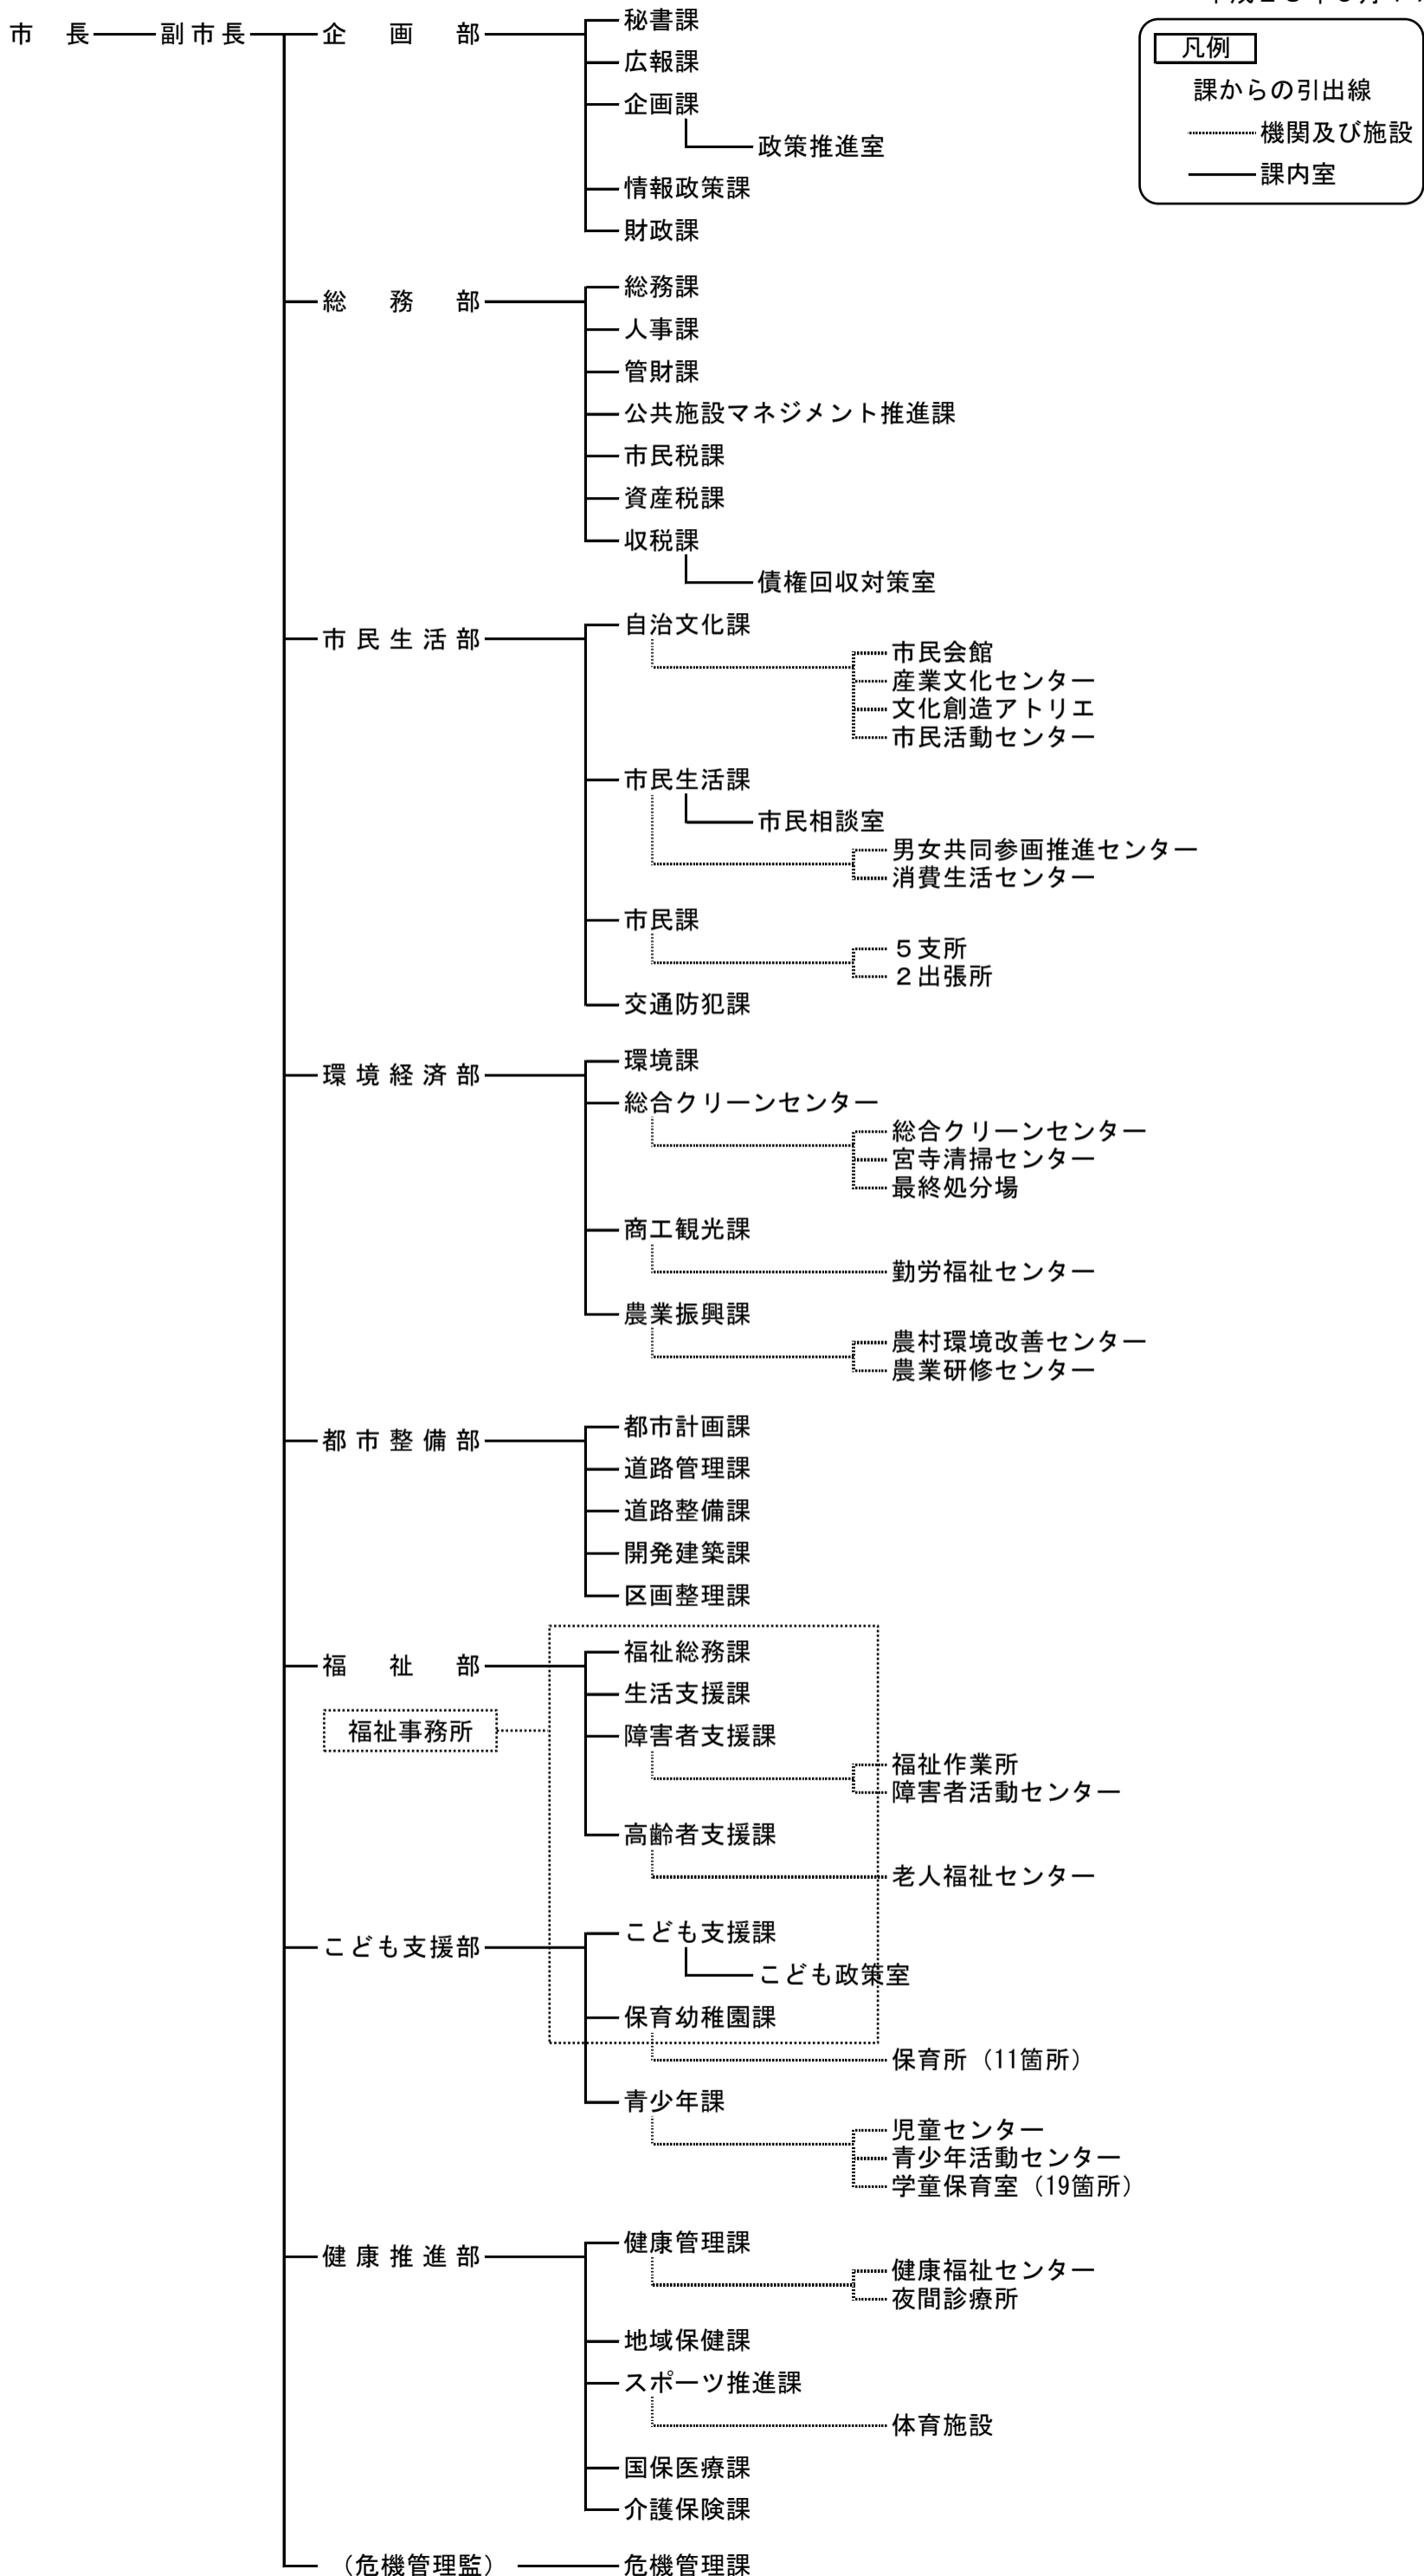 市長 副市長 企画部 秘書課
広報課
企画課
政策推進室
情報政策課
財政課
凡例
課からの引出線
機関及び施設
課内室
総務部 総務課
人事課
管財課
公共施設マネジメント推進課
市民税課
資産税課
収税課
債権回収対策室
市民生活部 自治文化課
市民会館
産業文化センター
文化創造アトリエ
市民活動センター
市民生活課
市民相談室
男女共同参画推進センター
消費生活センター
市民課
５支所
２出張所
交通防犯課
環境経済部 環境課
総合クリーンセンター
総合クリーンセンター
宮寺清掃センター
最終処分場
商工観光課
勤労福祉センター
農業振興課
農村環境改善センター
農業研修センター
都市整備部 都市計画課
道路管理課
道路整備課
開発建築課
区画整理課
福祉部 福祉総務課
生活支援課
福祉事務所 障害者支援課
福祉作業所
障害者活動センター
高齢者支援課
老人福祉センター
こども支援部 こども支援課
こども政策室
保育幼稚園課
保育所（11箇所）
青少年課
児童センター
青少年活動センター
学童保育室（19箇所）
健康推進部 健康管理課
健康福祉センター
夜間診療所
地域保健課
スポーツ推進課
体育施設
国保医療課
介護保険課
（危機管理監） 危機管理課